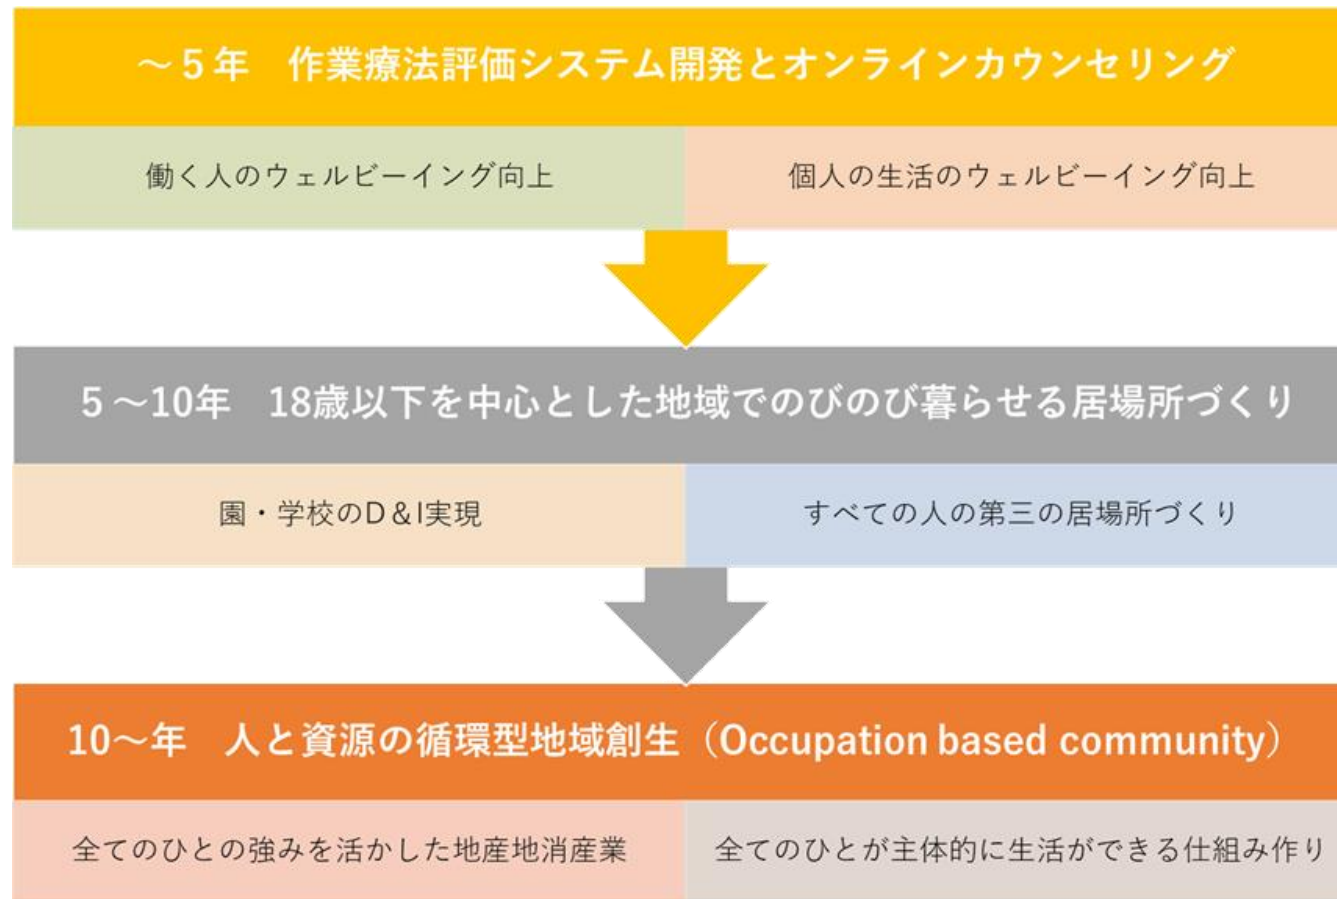 ～５年　作業療法評価システム開発とオンラインカウンセリング
働く人のウェルビーイング向上
個人の生活のウェルビーイング向上
５～10年　18歳以下を中心とした地域でのびのび暮らせる居場所づくり
園・学校のD＆I実現
すべての人の第三の居場所づくり
10～年　人と資源の循環型地域創生（Occupation based community）
全てのひとの強みを活かした地産地消産業
全てのひとが主体的に生活ができる仕組み作り